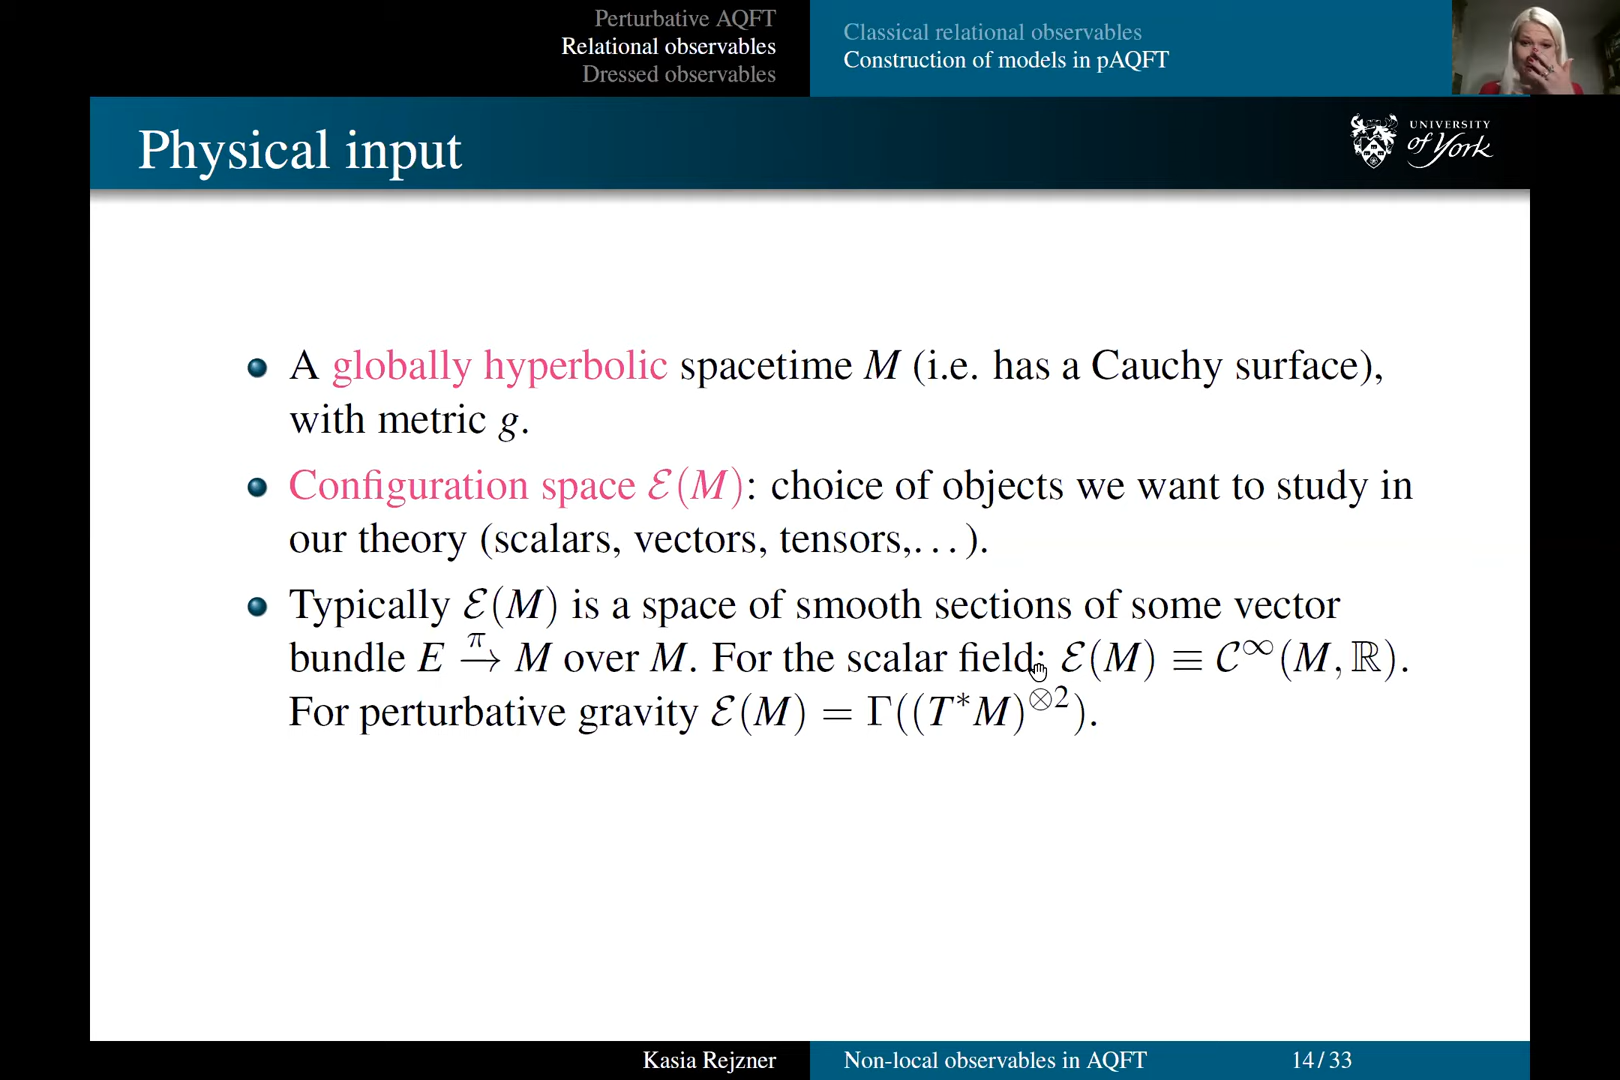 Perturbative AQFT
Relational observables
Dressed observables
Classical relational observables
Construction of models in pAQFT
Physical input
UNIVERSITY
of York
A globally hyperbolic spacetime M (i.e. has a Cauchy surface),
with metric g.
Configuration space ℰ(M): choice of objects we want to study in
our theory (scalars, vectors, tensors,. . . ).
Typically ℰ(M) is a space of smooth sections of some vector
bundle E \xrightarrow{π} M over M. For the scalar field: ℰ(M) ≡ 𝒞^∞(M, ℝ).
For perturbative gravity ℰ(M) = Γ((T*M)^{⊗2}).
Kasia Rejzner
Non-local observables in AQFT
14 / 33